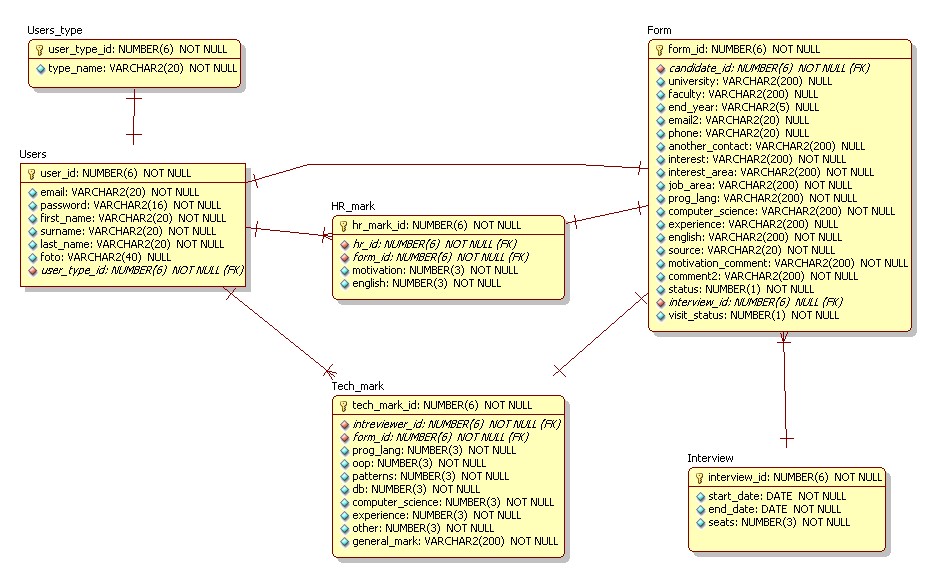 Users_type
user_type_id: NUMBER(6) NOT NULL
type_name: VARCHAR2(20) NOT NULL
Users
user_id: NUMBER(6) NOT NULL
email: VARCHAR2(20) NOT NULL
password: VARCHAR2(16) NOT NULL
first_name: VARCHAR2(20) NOT NULL
surname: VARCHAR2(20) NOT NULL
last_name: VARCHAR2(20) NOT NULL
foto: VARCHAR2(40) NULL
user_type_id: NUMBER(6) NOT NULL (FK)
HR_mark
hr_mark_id: NUMBER(6) NOT NULL
hr_id: NUMBER(6) NOT NULL (FK)
form_id: NUMBER(6) NOT NULL (FK)
motivation: NUMBER(3) NOT NULL
english: NUMBER(3) NOT NULL
Tech_mark
tech_mark_id: NUMBER(6) NOT NULL
intreviewer_id: NUMBER(6) NOT NULL (FK)
form_id: NUMBER(6) NOT NULL (FK)
prog_lang: NUMBER(3) NOT NULL
oop: NUMBER(3) NOT NULL
patterns: NUMBER(3) NOT NULL
db: NUMBER(3) NOT NULL
computer_science: NUMBER(3) NOT NULL
experience: NUMBER(3) NOT NULL
other: NUMBER(3) NOT NULL
general_mark: VARCHAR2(200) NOT NULL
Form
form_id: NUMBER(6) NOT NULL
candidate_id: NUMBER(6) NOT NULL (FK)
university: VARCHAR2(200) NULL
faculty: VARCHAR2(200) NULL
end_year: VARCHAR2(5) NULL
email2: VARCHAR2(20) NULL
phone: VARCHAR2(20) NULL
another_contact: VARCHAR2(200) NULL
interest: VARCHAR2(200) NULL
interest_area: VARCHAR2(200) NULL
job_area: VARCHAR2(200) NULL
prog_lang: VARCHAR2(200) NULL
computer_science: VARCHAR2(200) NULL
experience: VARCHAR2(200) NULL
english: VARCHAR2(200) NULL
source: VARCHAR2(20) NULL
motivation_comment: VARCHAR2(200) NULL
comment2: VARCHAR2(200) NULL
status: NUMBER(1) NOT NULL
interview_id: NUMBER(6) NULL (FK)
visit_status: NUMBER(1) NOT NULL
Interview
interview_id: NUMBER(6) NOT NULL
start_date: DATE NOT NULL
end_date: DATE NOT NULL
seats: NUMBER(3) NOT NULL